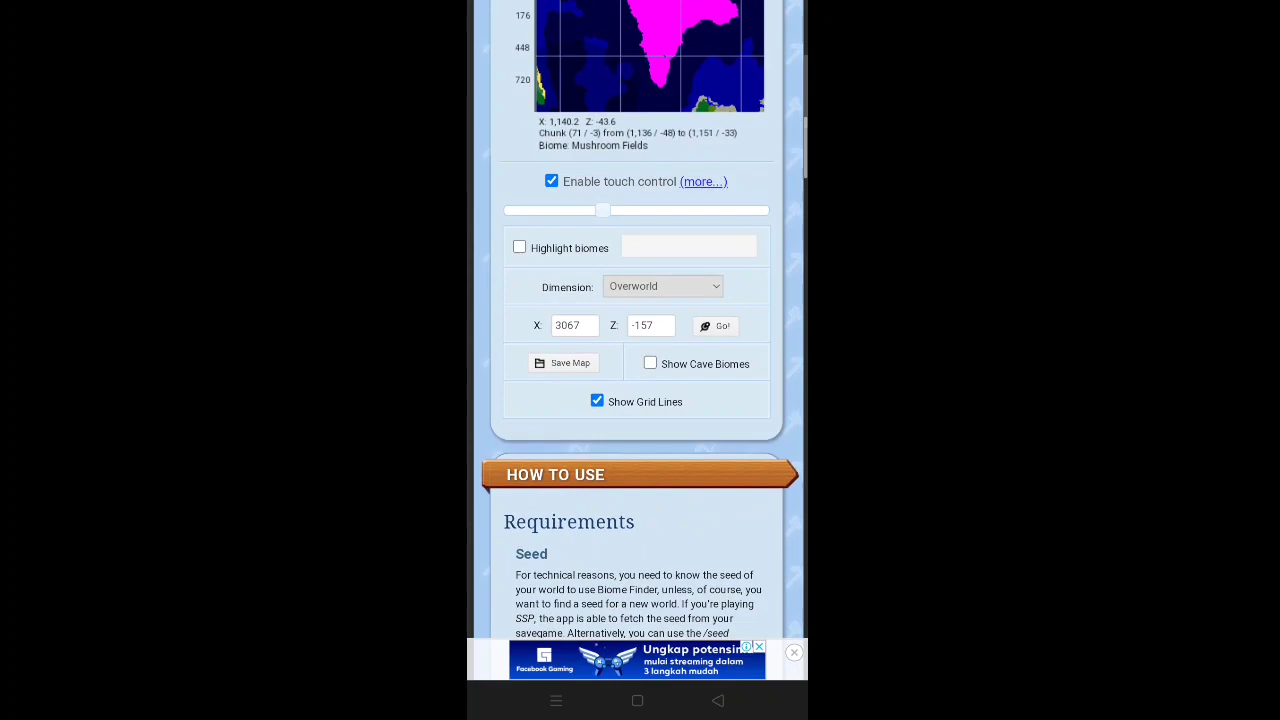 176
448
720
X: 1,140.2 Z: -43.6
Chunk (71 / -3) from (1,136 / -48) to (1,151 / -33)
Biome: Mushroom Fields
Enable touch control (more...)
Highlight biomes
Dimension: Overworld
X: 3067 Z: -157 Go!
Save Map Show Cave Biomes
Show Grid Lines
HOW TO USE
Requirements
Seed
For technical reasons, you need to know the seed of
your world to use Biome Finder, unless, of course, you
want to find a seed for a new world. If you're playing
SSP, the app is able to fetch the seed from your
savegame. Alternatively, you can use the /seed
Ungkap potensin
mulai streaming dalam
3 langkah mudah
Facebook Gaming